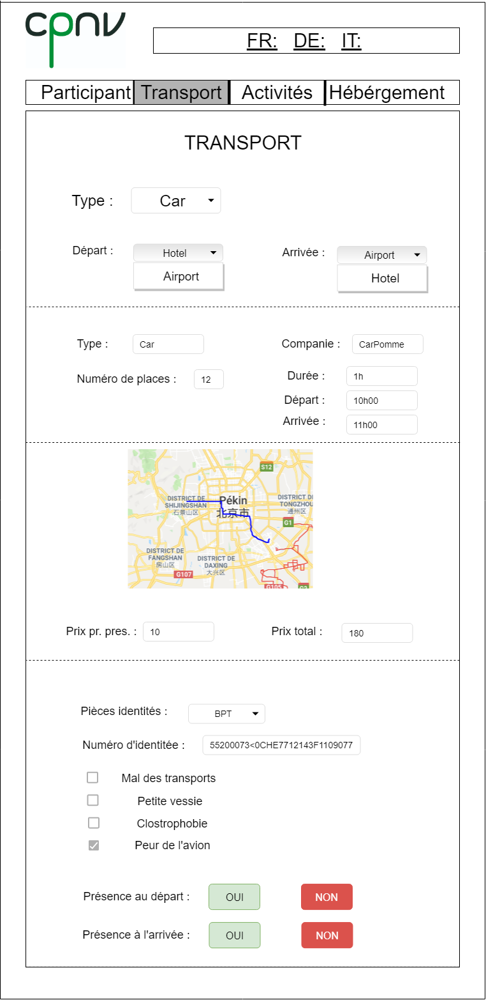 cpnv
FR: DE: IT:
Participant Transport Activités Hébérgement
TRANSPORT
Type : Car
Départ : Hotel Arrivée : Airport
Airport Hotel
Type : Car Companie : CarPomme
Numéro de places : 12 Durée : 1h
Départ : 10h00
Arrivée : 11h00
S12
DISTRICT DE SHIJINGSHAN
石景山区
Pékin
北京市
DISTRICT DE TONGZHOU
通州区
G1
DISTRICT DE FANGSHAN
房山区
DISTRICT DE DAXING
大兴区
G107
G105
G2
Prix pr. pres. : 10 Prix total : 180
Pièces identités : BPT
Numéro d'identitée : 55200073<0CHE7712143F1109077
Mal des transports
Petite vessie
Clostrophobie
Peur de l'avion
Présence au départ : OUI NON
Présence à l'arrivée : OUI NON